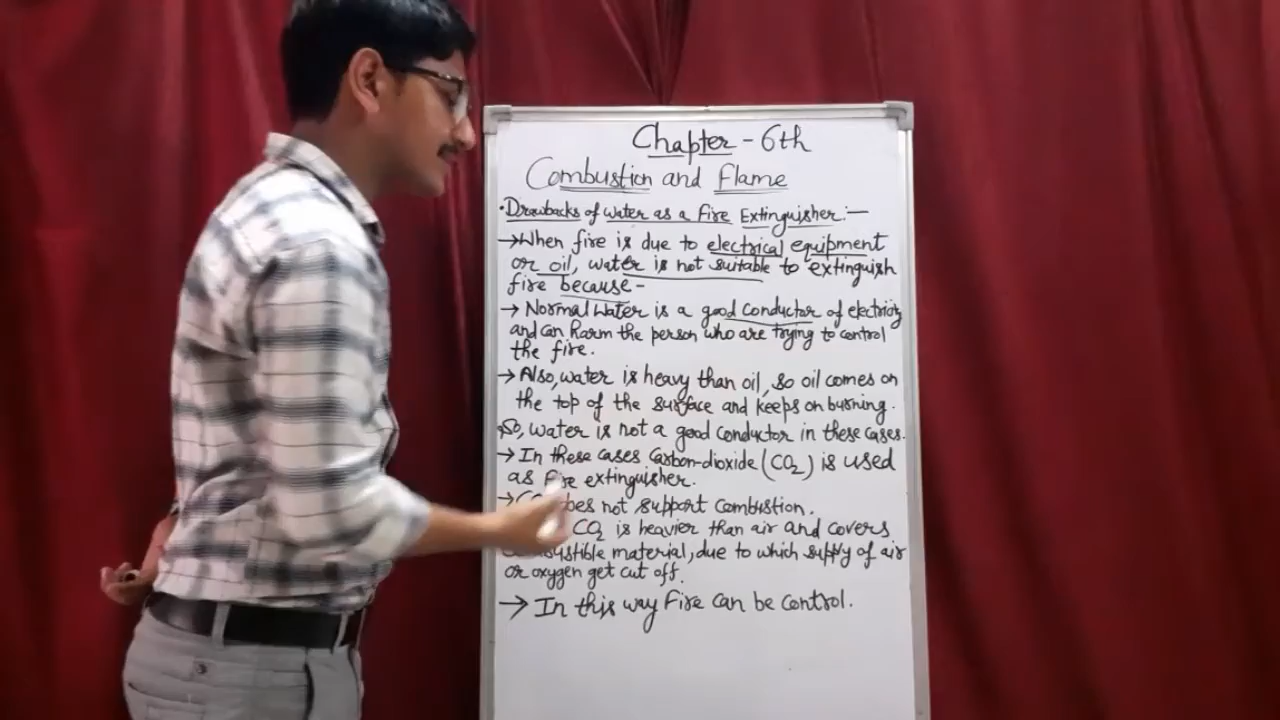 Chapter - 6th
Combustion and Flame
• Drawbacks of water as a Fire Extinguisher:—
→ When fire is due to electrical equipment
or oil, water is not suitable to extinguish
fire because-
→ Normal water is a good conductor of electricity
and can harm the person who are trying to control
the fire.
→ Also, water is heavy than oil, so oil comes on
the top of the surface and keeps on burning.
So, water is not a good conductor in these cases.
→ In these cases Carbon-dioxide (CO2) is used
as fire extinguisher.
→ not support combustion.
CO2 is heavier than air and covers
material, due to which supply of air
or oxygen get cut off.
→ In this way Fire can be control.